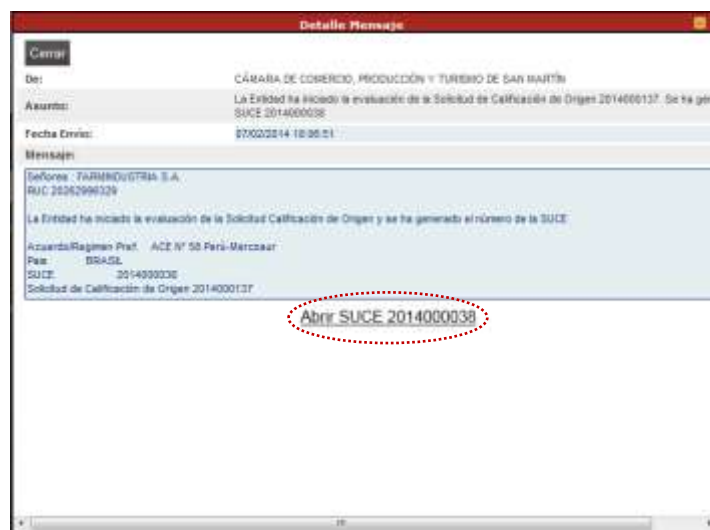 Detalle Mensaje
Cerrar
De: CÁMARA DE COMERCIO, PRODUCCIÓN Y TURISMO DE SAN MARTÍN
Asunto: La Entidad ha iniciado la evaluación de la Solicitud de Calificación de Origen 2014000137. Se ha gen
SUCE 2014000038
Fecha Envío: 07/02/2014 18:06:51
Mensaje:
Señores FARMINDUSTRIA S.A.
RUC 20262996329
La Entidad ha iniciado la evaluación de la Solicitud Calificación de Origen y se ha generado el número de la SUCE
Acuerdo/Regimen Pref. ACE N° 58 Perú-Mercosur
País BRASIL
SUCE 2014000038
Solicitud de Calificación de Origen 2014000137
Abrir SUCE 2014000038